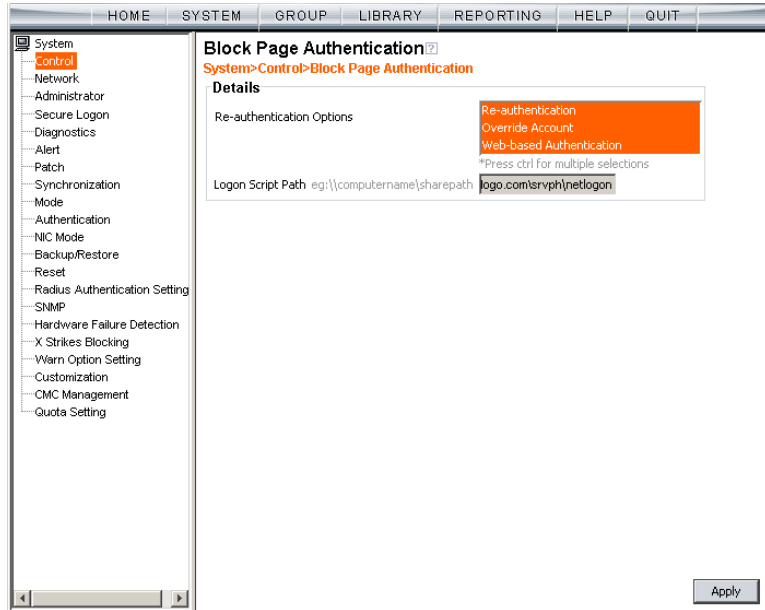 HOME SYSTEM GROUP LIBRARY REPORTING HELP QUIT
System
Control
Network
Administrator
Secure Logon
Diagnostics
Alert
Patch
Synchronization
Mode
Authentication
NIC Mode
Backup/Restore
Reset
Radius Authentication Setting
SNMP
Hardware Failure Detection
X Strikes Blocking
Warn Option Setting
Customization
CMC Management
Quota Setting
Block Page Authentication?
System>Control>Block Page Authentication
Details
Re-authentication Options
Re-authentication
Override Account
Web-based Authentication
*Press ctrl for multiple selections
Logon Script Path eg:\\computername\sharepath logo.com\srvph\netlogon
Apply